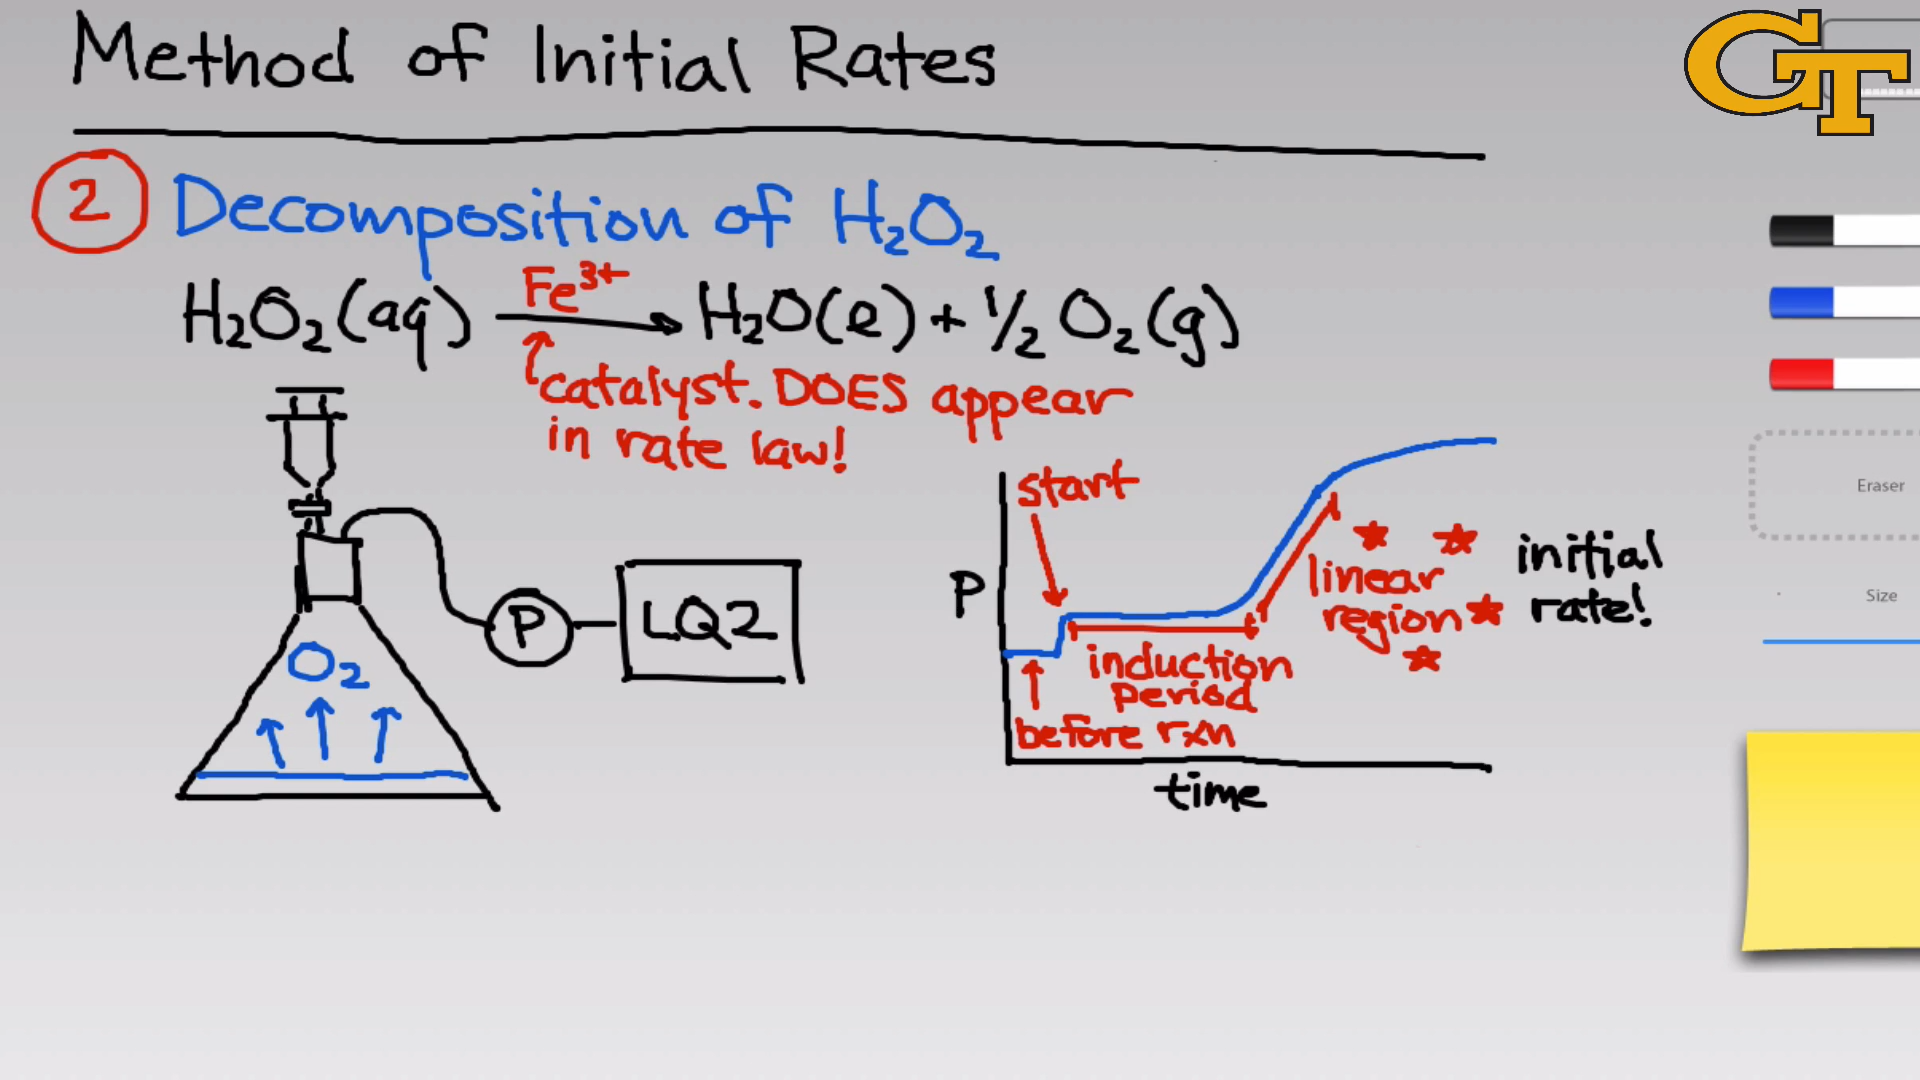 Method of Initial Rates
GT
2 Decomposition of H₂O₂
H₂O₂(aq) Fe³⁺ → H₂O(l) + ½ O₂(g)
catalyst. DOES appear
in rate law!
start
P
LQ2
O₂
P
linear
region
initial
rate!
induction
period
before rxn
time
Eraser
Size